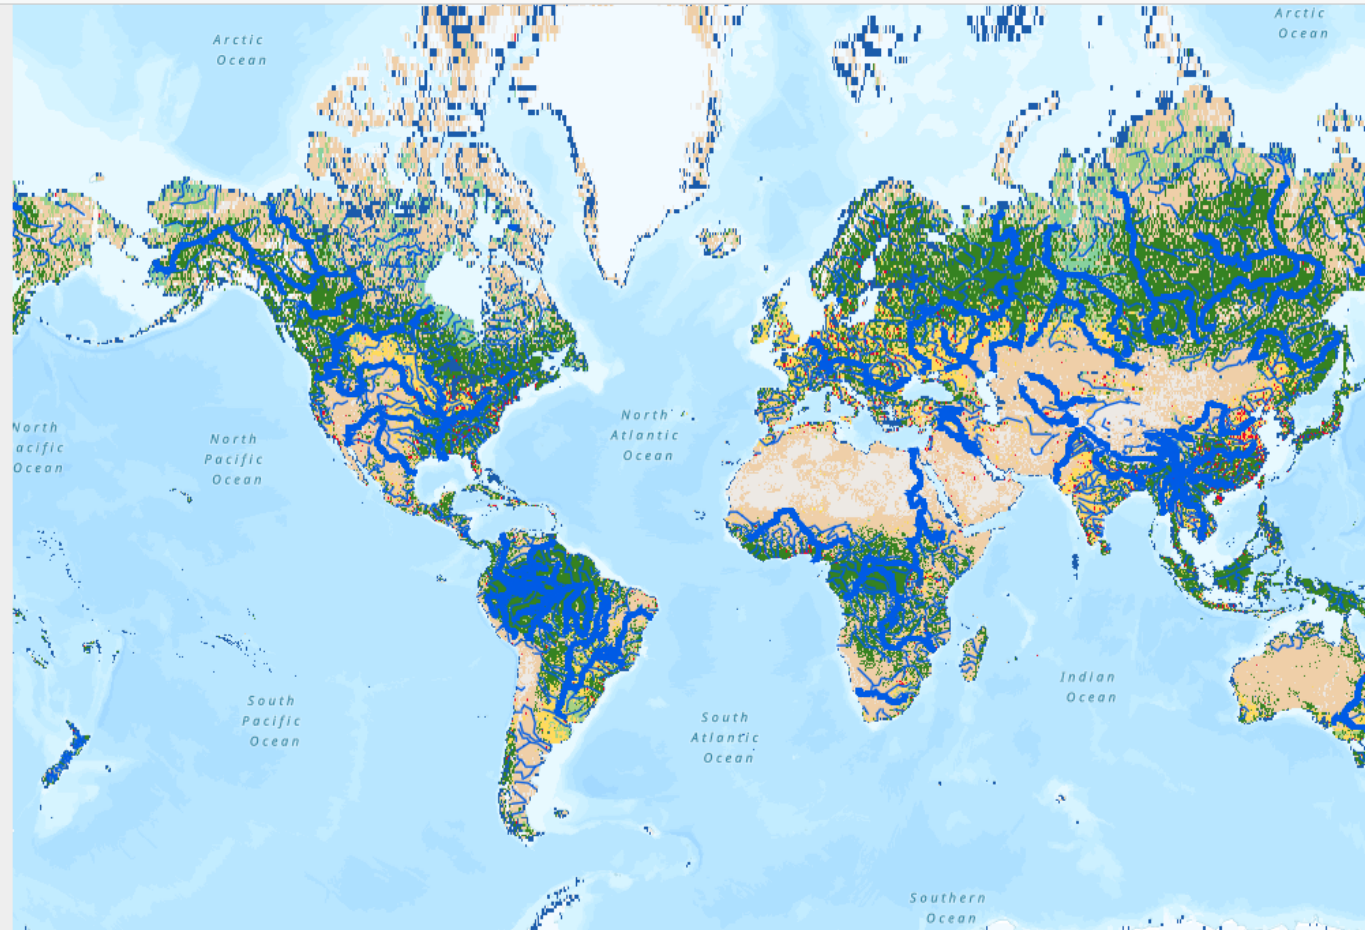 Arctic
Ocean
Arctic
Ocean
North
acific
Ocean
North
Pacific
Ocean
North
Atlantic
Ocean
South
Pacific
Ocean
South
Atlantic
Ocean
Indian
Ocean
Southern
Ocean